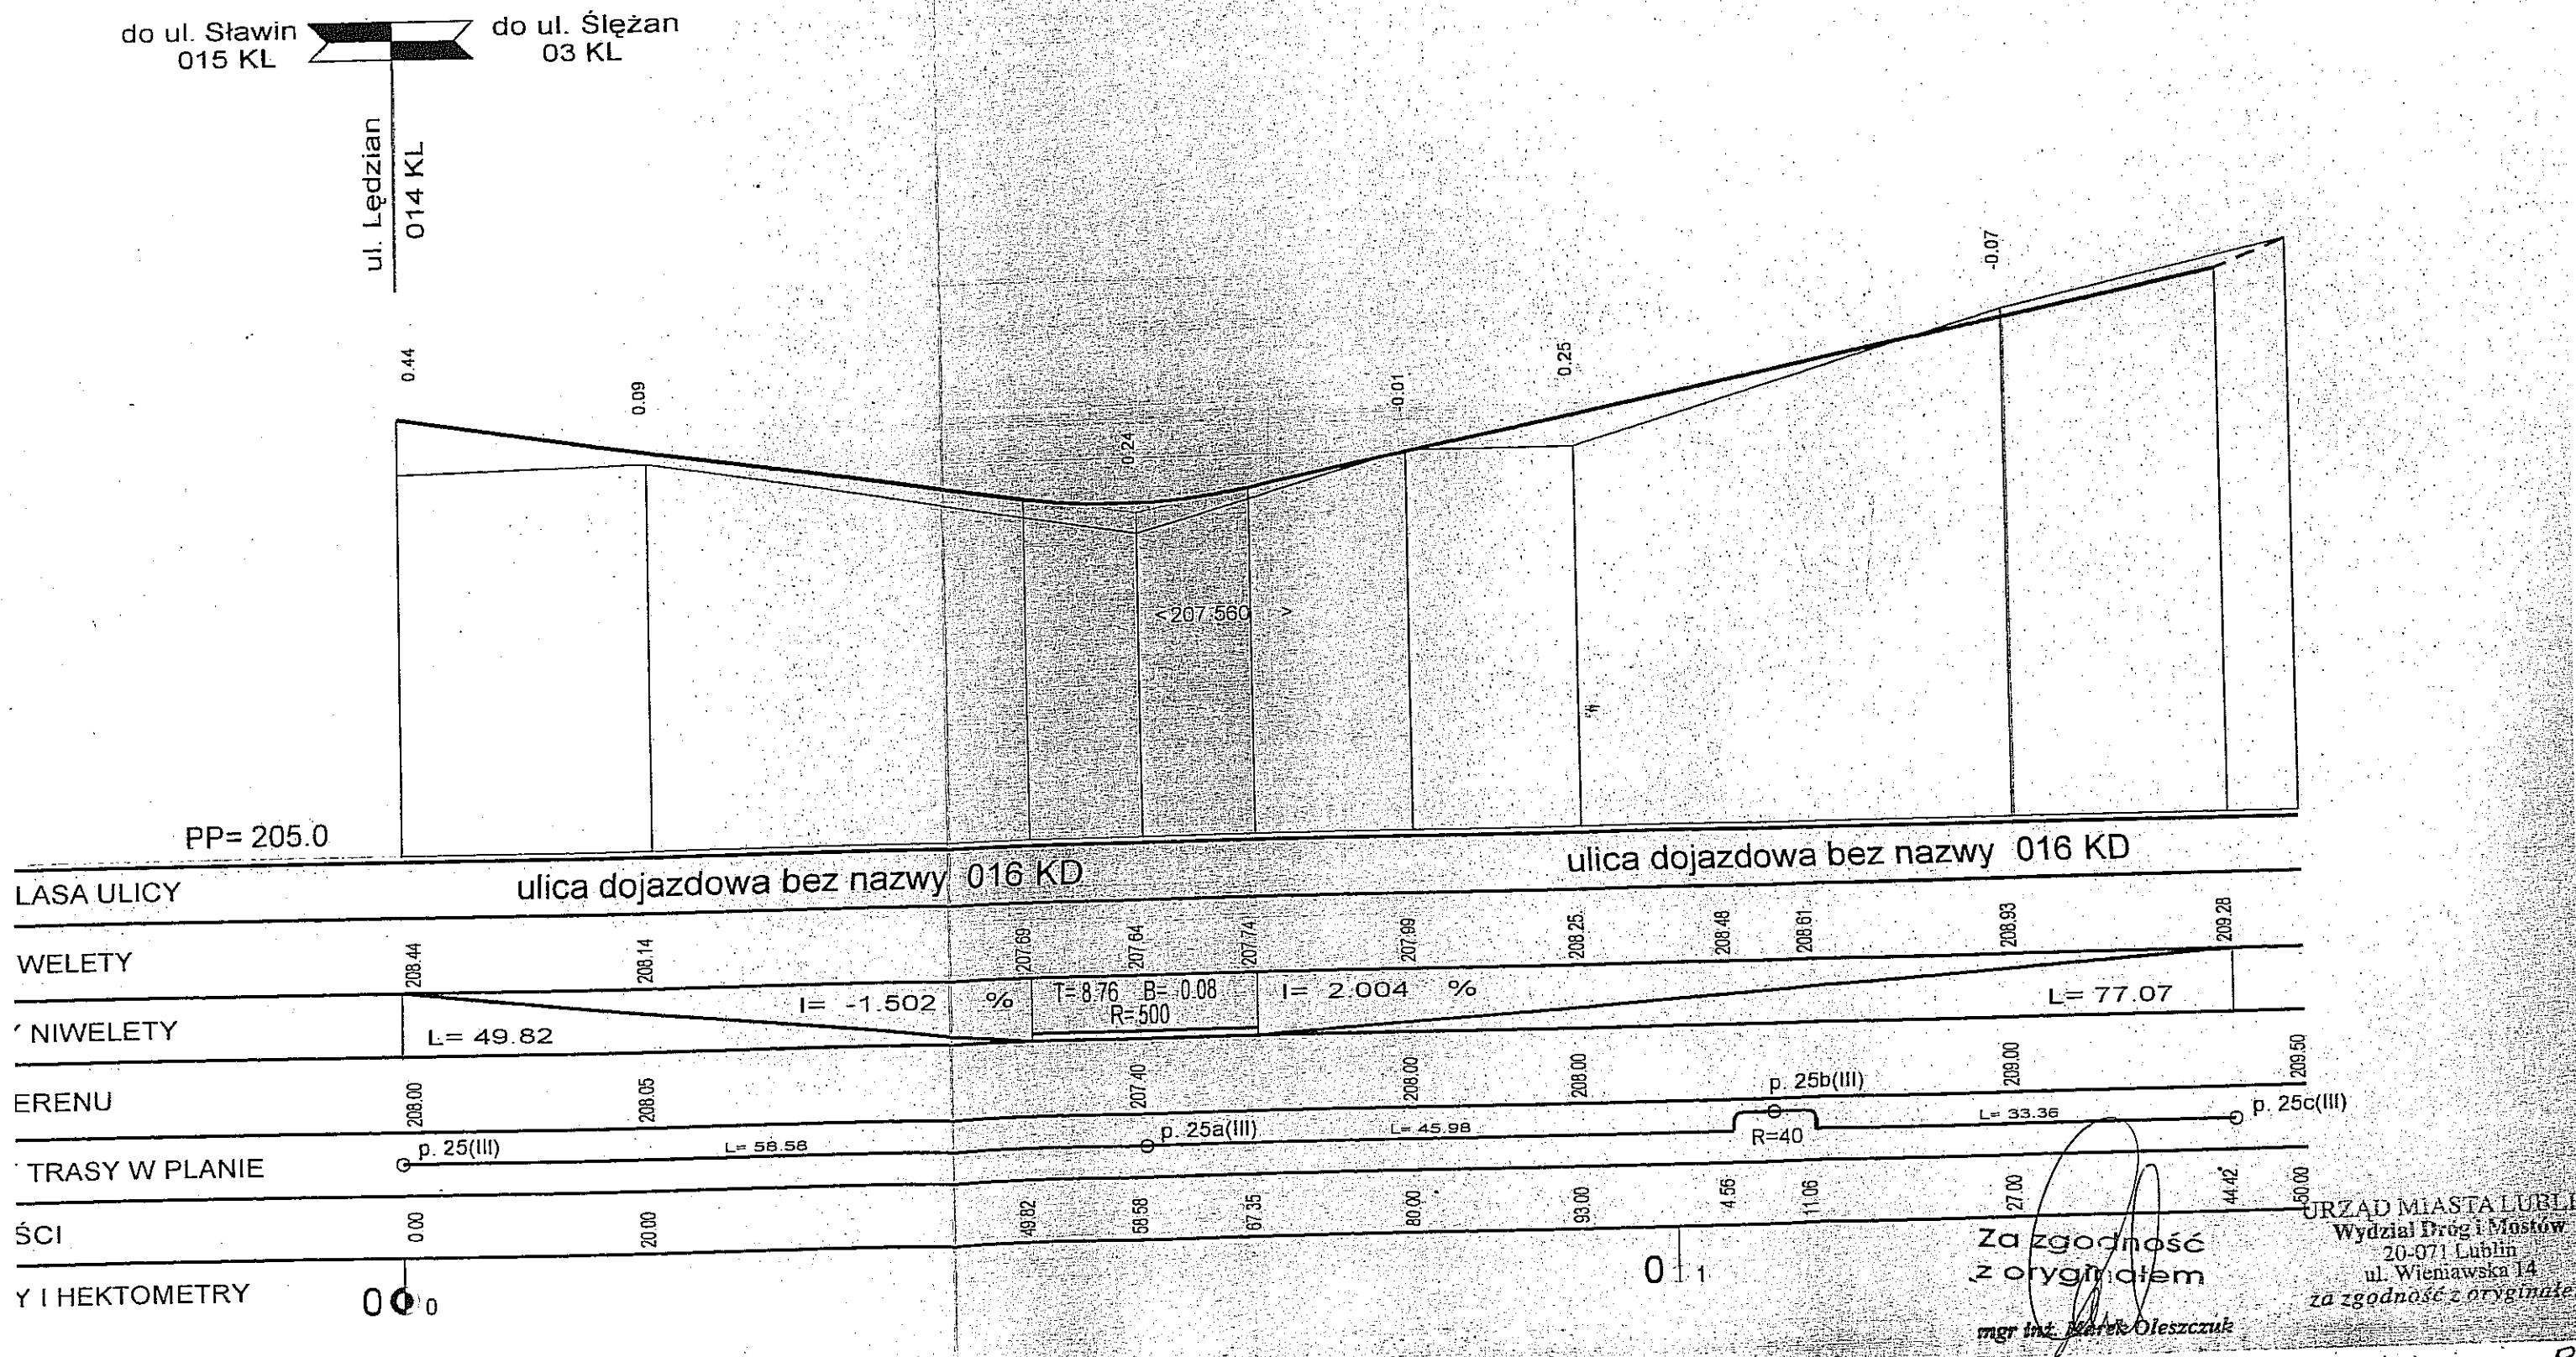 do ul. Sławin
015 KL
do ul. Ślężan
03 KL
ul. Lędzian
014 KL
0.44
0.09
0.24
-0.01
0.25
-0.07
<207.560 >
PP= 205.0
LASA ULICY
ulica dojazdowa bez nazwy 016 KD
ulica dojazdowa bez nazwy 016 KD
WELETY
208.44
208.14
207.69
207.64
207.74
207.99
208.25
208.48
208.61
208.93
209.28
NIWELETY
L= 49.82
I= -1.502 %
T= 8.76 B= 0.08
R=500
I= 2.004 %
L= 77.07
ERENU
208.00
208.05
207.40
208.00
208.00
209.00
209.50
TRASY W PLANIE
p. 25(III)
L= 58.58
p. 25a(III)
L= 45.98
p. 25b(III)
R=40
L= 33.36
p. 25c(III)
ŚCI
0.00
20.00
49.82
58.58
67.35
80.00
93.00
4.56
11.06
27.00
44.42
50.00
Y I HEKTOMETRY
0 0
0 1
Za zgodność
z oryginałem
mgr inż. Marek Oleszczuk
URZĄD MIASTA LUBLI
Wydział Dróg i Mostów
20-071 Lublin
ul. Wieniawska 14
za zgodność z oryginałe